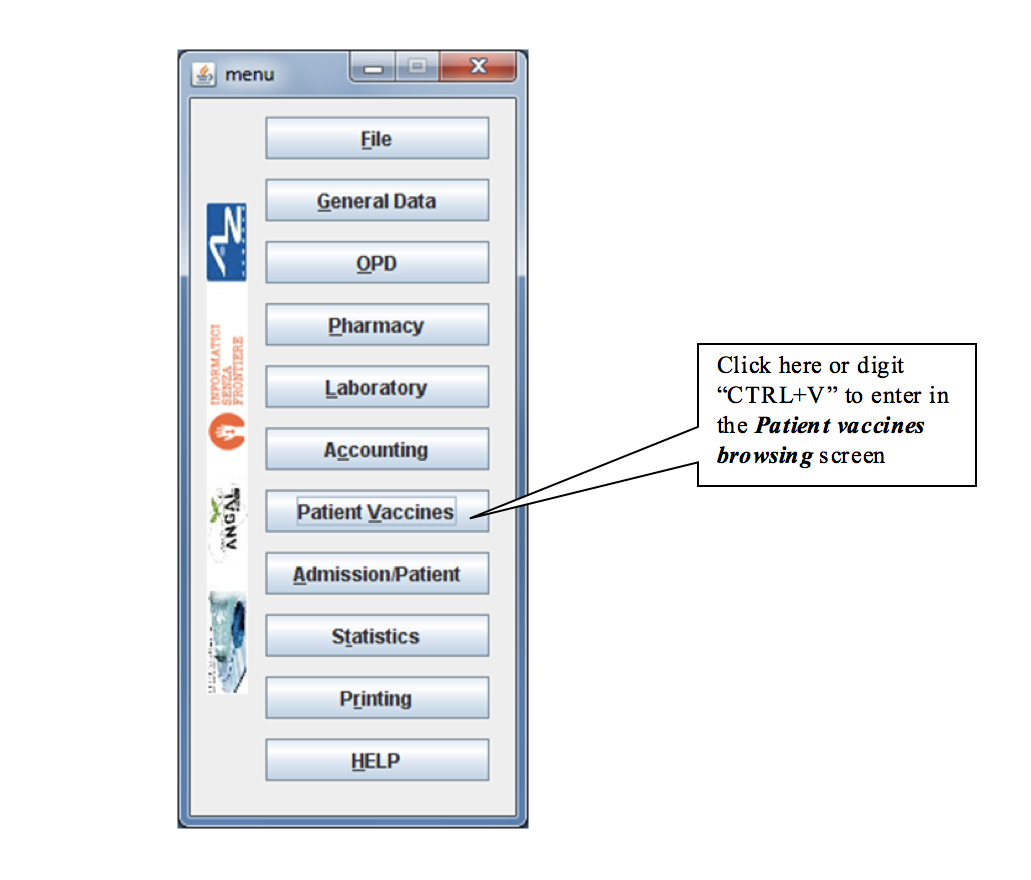 menu
File
General Data
OPD
Pharmacy
Laboratory
Accounting
Patient Vaccines
Admission/Patient
Statistics
Printing
HELP
INFORMATICI
SENZA
FRONTIERE
ANGAL
Click here or digit
“CTRL+V” to enter in
the Patient vaccines
browsing screen